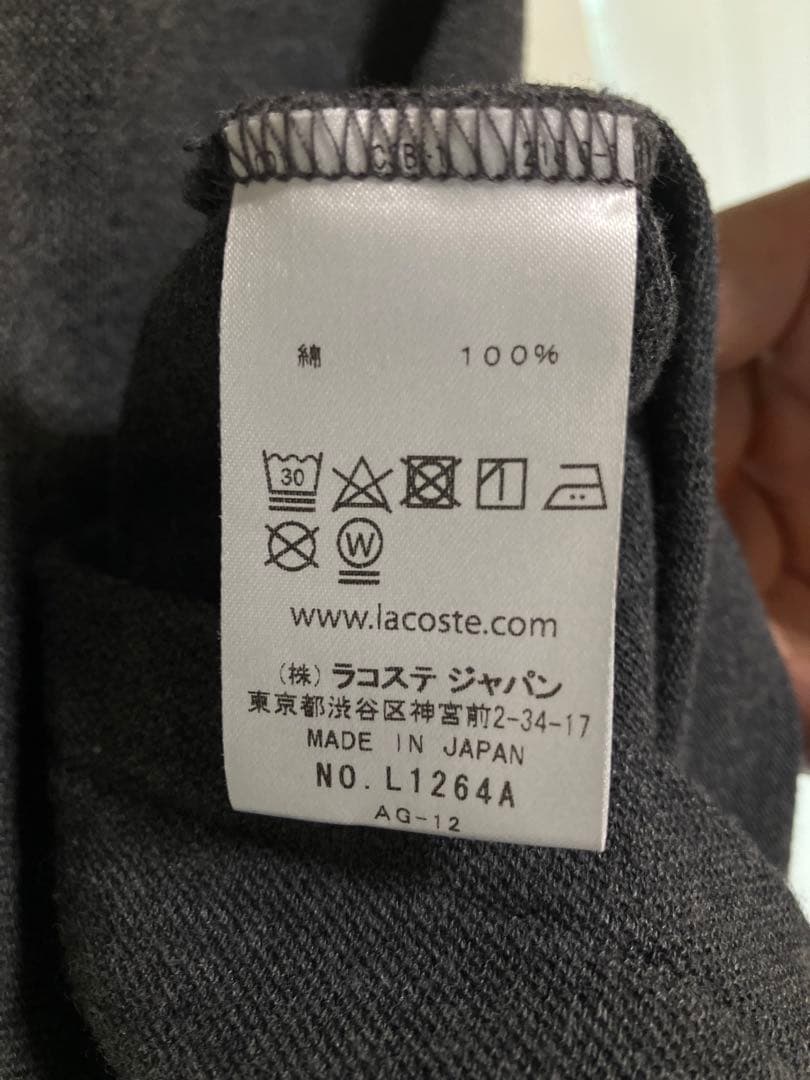 綿 100%
30
W
www.lacoste.com
(株) ラコステ ジャパン
東京都渋谷区神宮前2-34-17
MADE IN JAPAN
NO. L1264A
AG-12